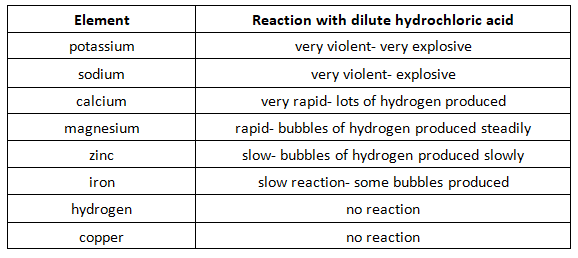 Element Reaction with dilute hydrochloric acid
potassium very violent- very explosive
sodium very violent- explosive
calcium very rapid- lots of hydrogen produced
magnesium rapid- bubbles of hydrogen produced steadily
zinc slow- bubbles of hydrogen produced slowly
iron slow reaction- some bubbles produced
hydrogen no reaction
copper no reaction